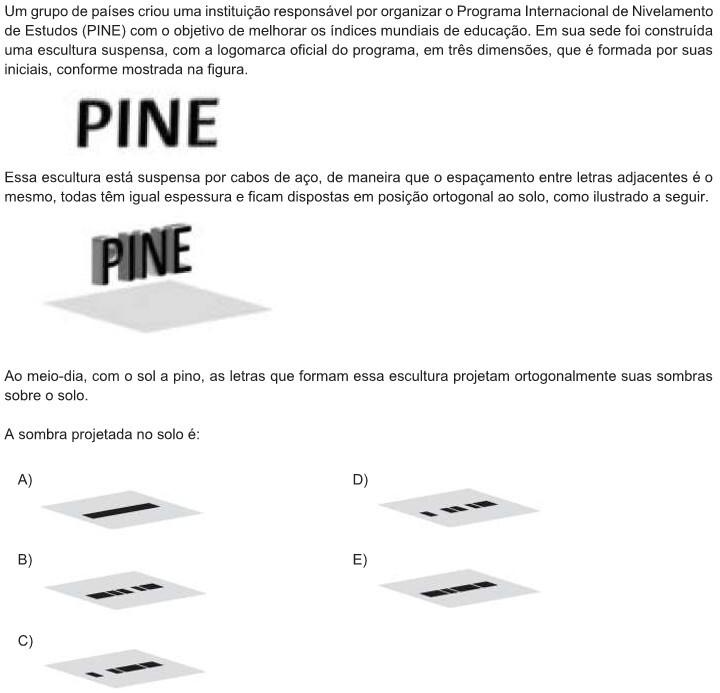 Um grupo de países criou uma instituição responsável por organizar o Programa Internacional de Nivelamento
de Estudos (PINE) com o objetivo de melhorar os índices mundiais de educação. Em sua sede foi construída
uma escultura suspensa, com a logomarca oficial do programa, em três dimensões, que é formada por suas
iniciais, conforme mostrada na figura.
PINE
Essa escultura está suspensa por cabos de aço, de maneira que o espaçamento entre letras adjacentes é o
mesmo, todas têm igual espessura e ficam dispostas em posição ortogonal ao solo, como ilustrado a seguir.
PINE
Ao meio-dia, com o sol a pino, as letras que formam essa escultura projetam ortogonalmente suas sombras
sobre o solo.
A sombra projetada no solo é:
A)
B)
C)
D)
E)